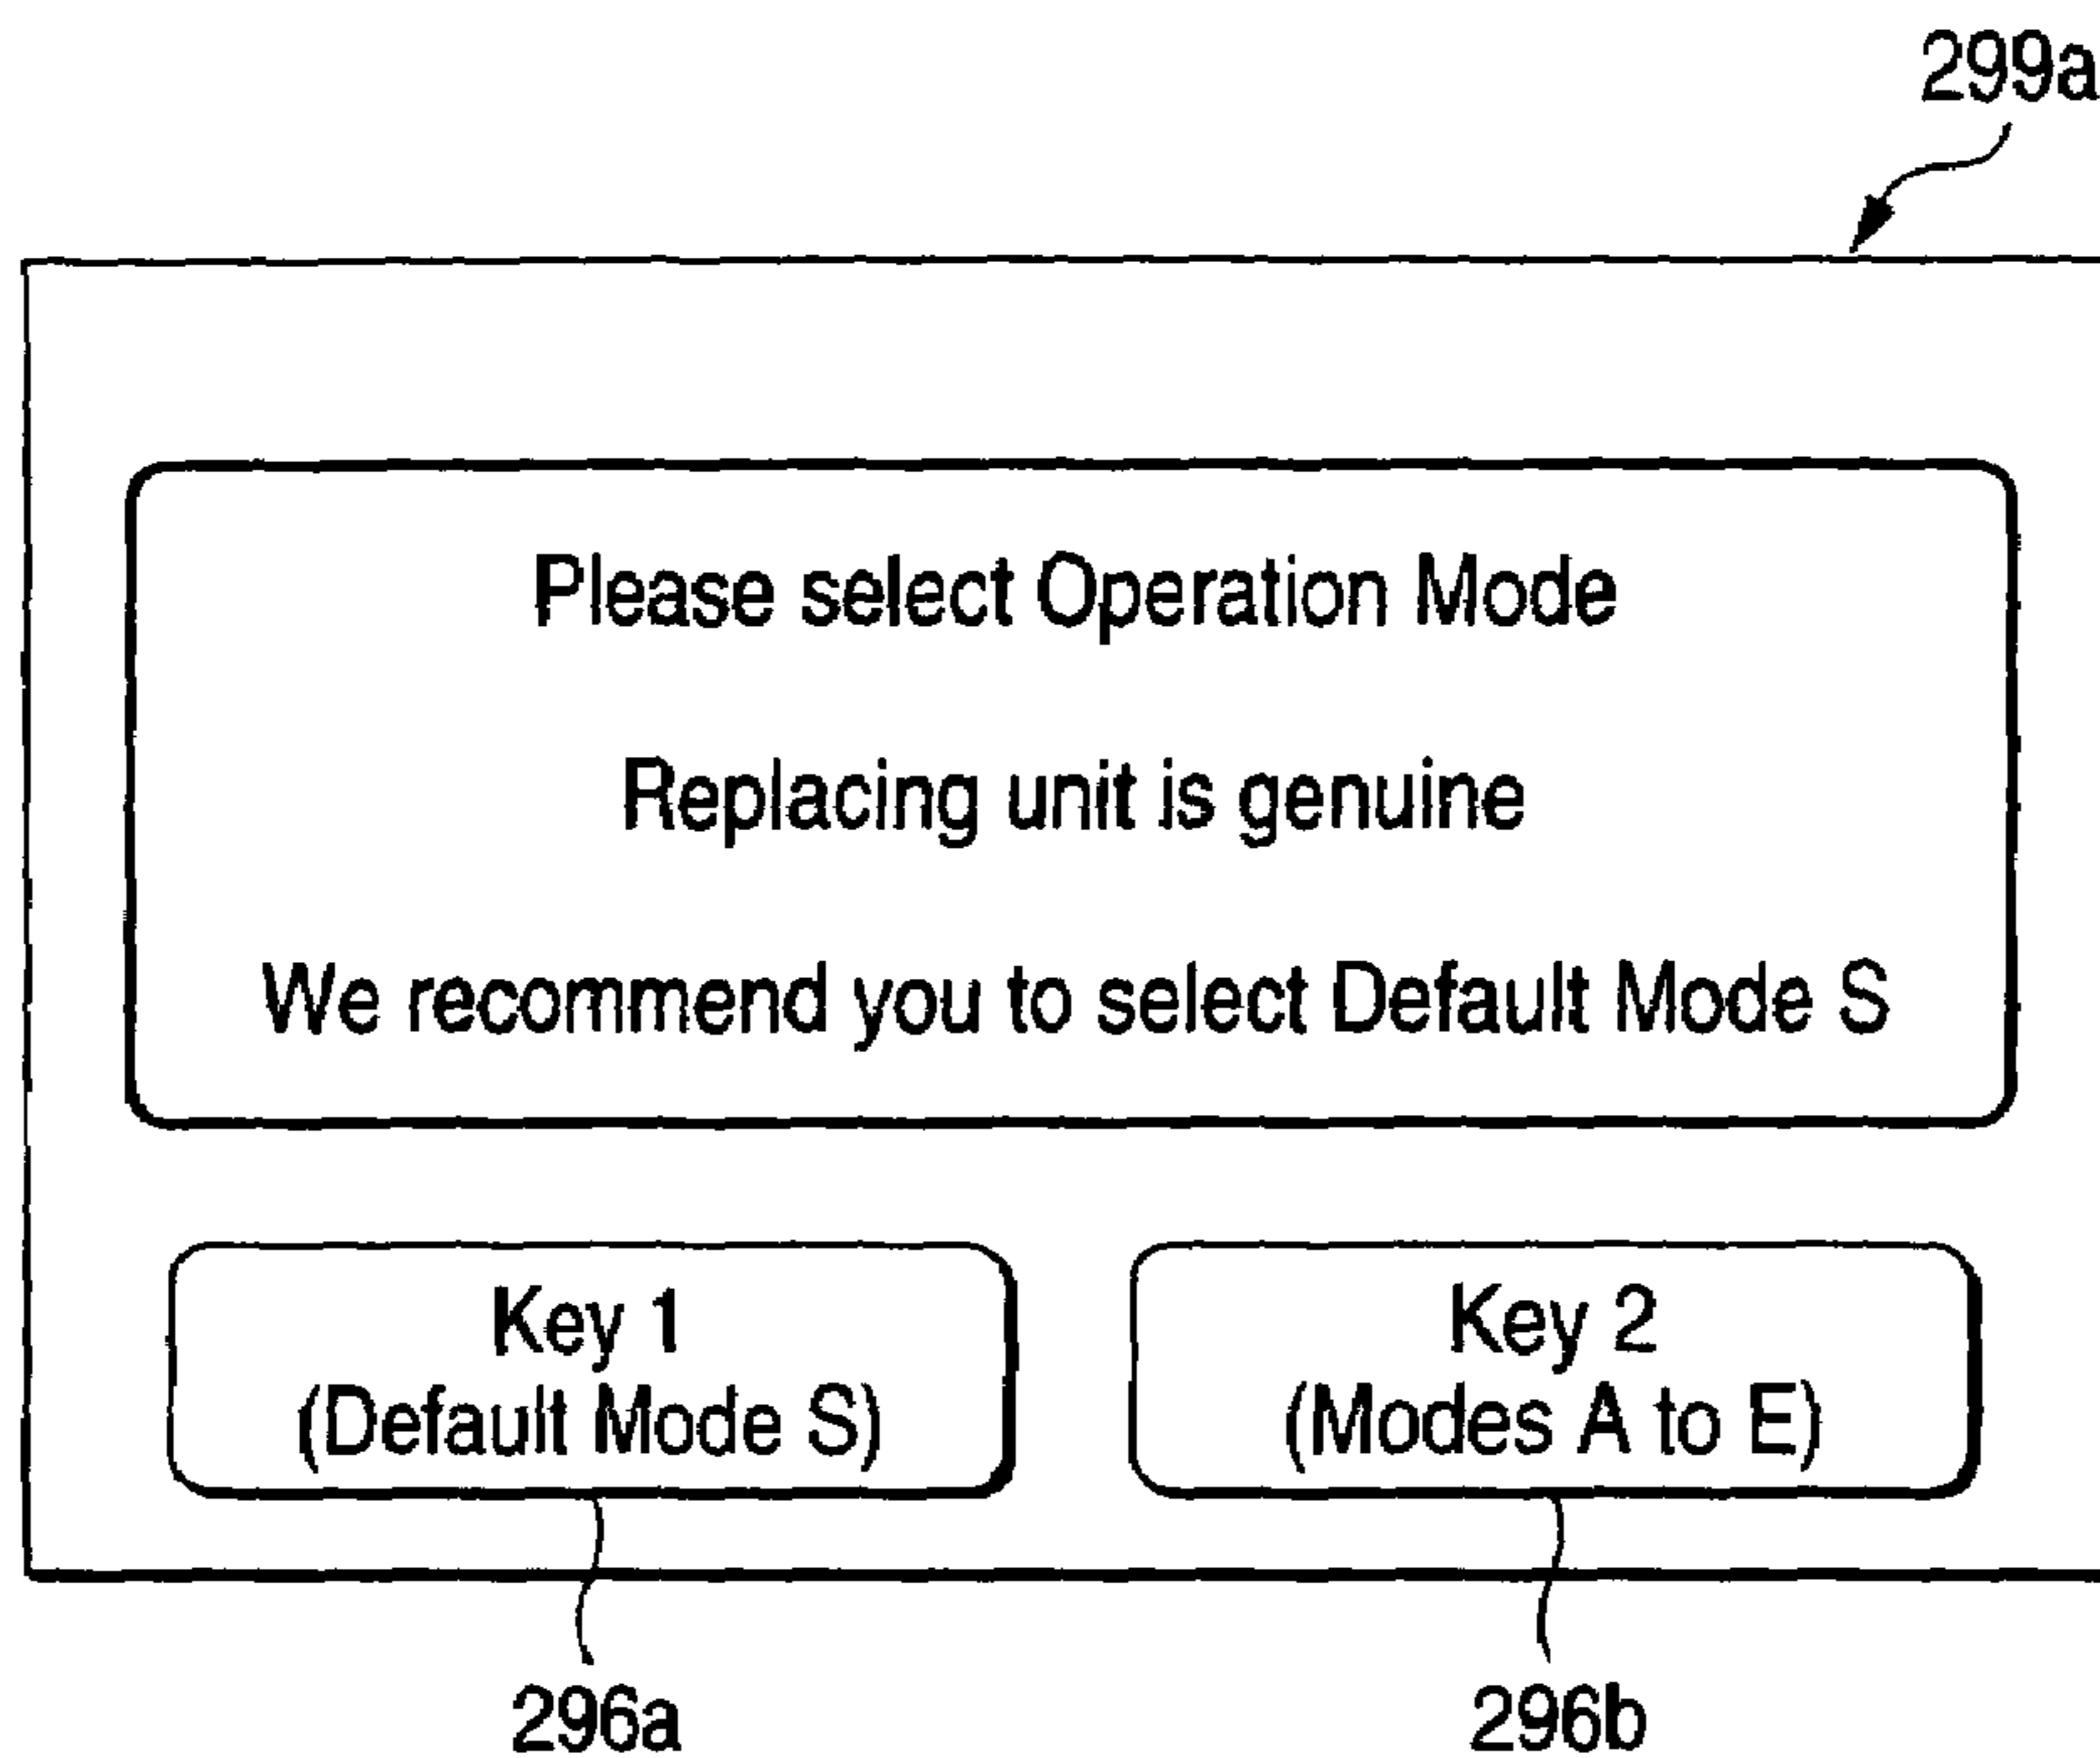 299a
Please select Operation Mode
Replacing unit is genuine
We recommend you to select Default Mode S
Key 1
(Default Mode S)
Key 2
(Modes A to E)
296a
296b